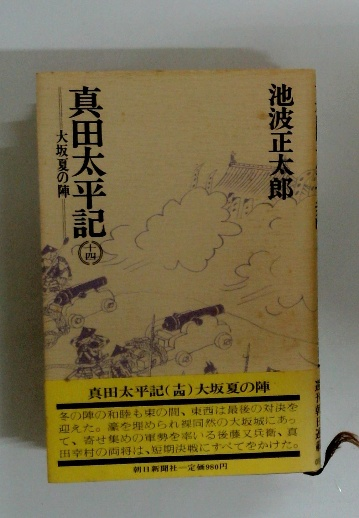 池波正太郎
真田太平記
(十四)
大坂夏の陣
真田太平記(十四)大坂夏の陣
冬の陣の和睦も束の間、東西は最後の対決を
迎えた。濠を埋められ裸同然の大坂城にあっ
て、寄せ集めの軍勢を率いる後藤又兵衛、真
田幸村の両将は、短期決戦にすべてをかけた。
朝日新聞社―定価980円